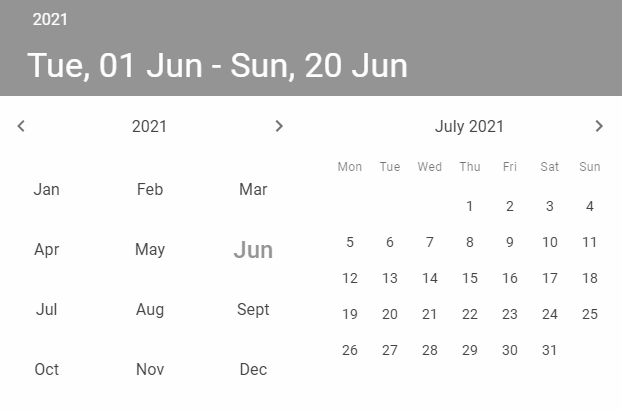 2021
Tue, 01 Jun - Sun, 20 Jun
2021
Jan Feb Mar
Apr May Jun
Jul Aug Sept
Oct Nov Dec
July 2021
Mon Tue Wed Thu Fri Sat Sun
1 2 3 4
5 6 7 8 9 10 11
12 13 14 15 16 17 18
19 20 21 22 23 24 25
26 27 28 29 30 31